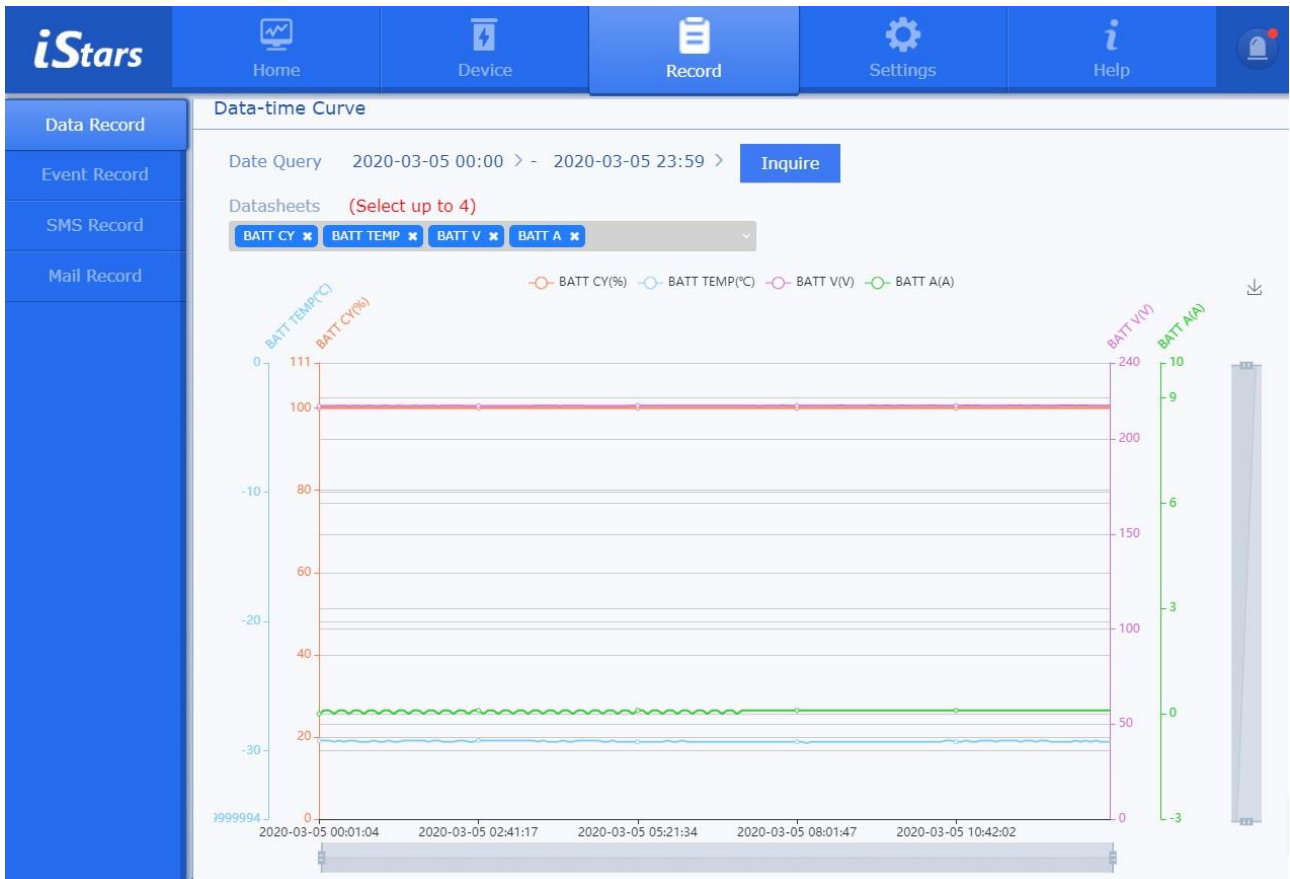 iStars
Home
Device
Record
Settings
i
Help
Data Record
Event Record
SMS Record
Mail Record
Data-time Curve
Date Query 2020-03-05 00:00 > - 2020-03-05 23:59 > Inquire
Datasheets (Select up to 4)
BATT CY × BATT TEMP × BATT V × BATT A ×
BATT CY(%) BATT TEMP(℃) BATT V(V) BATT A(A)
BATT TEMP(℃) BATT CY(%) BATT V(V) BATT A(A)
0 111 240 10
100 9
200
-10 80
6
150
60
3
-20 100
40
0
50
20
-30
9999994 0 0 -3
2020-03-05 00:01:04 2020-03-05 02:41:17 2020-03-05 05:21:34 2020-03-05 08:01:47 2020-03-05 10:42:02